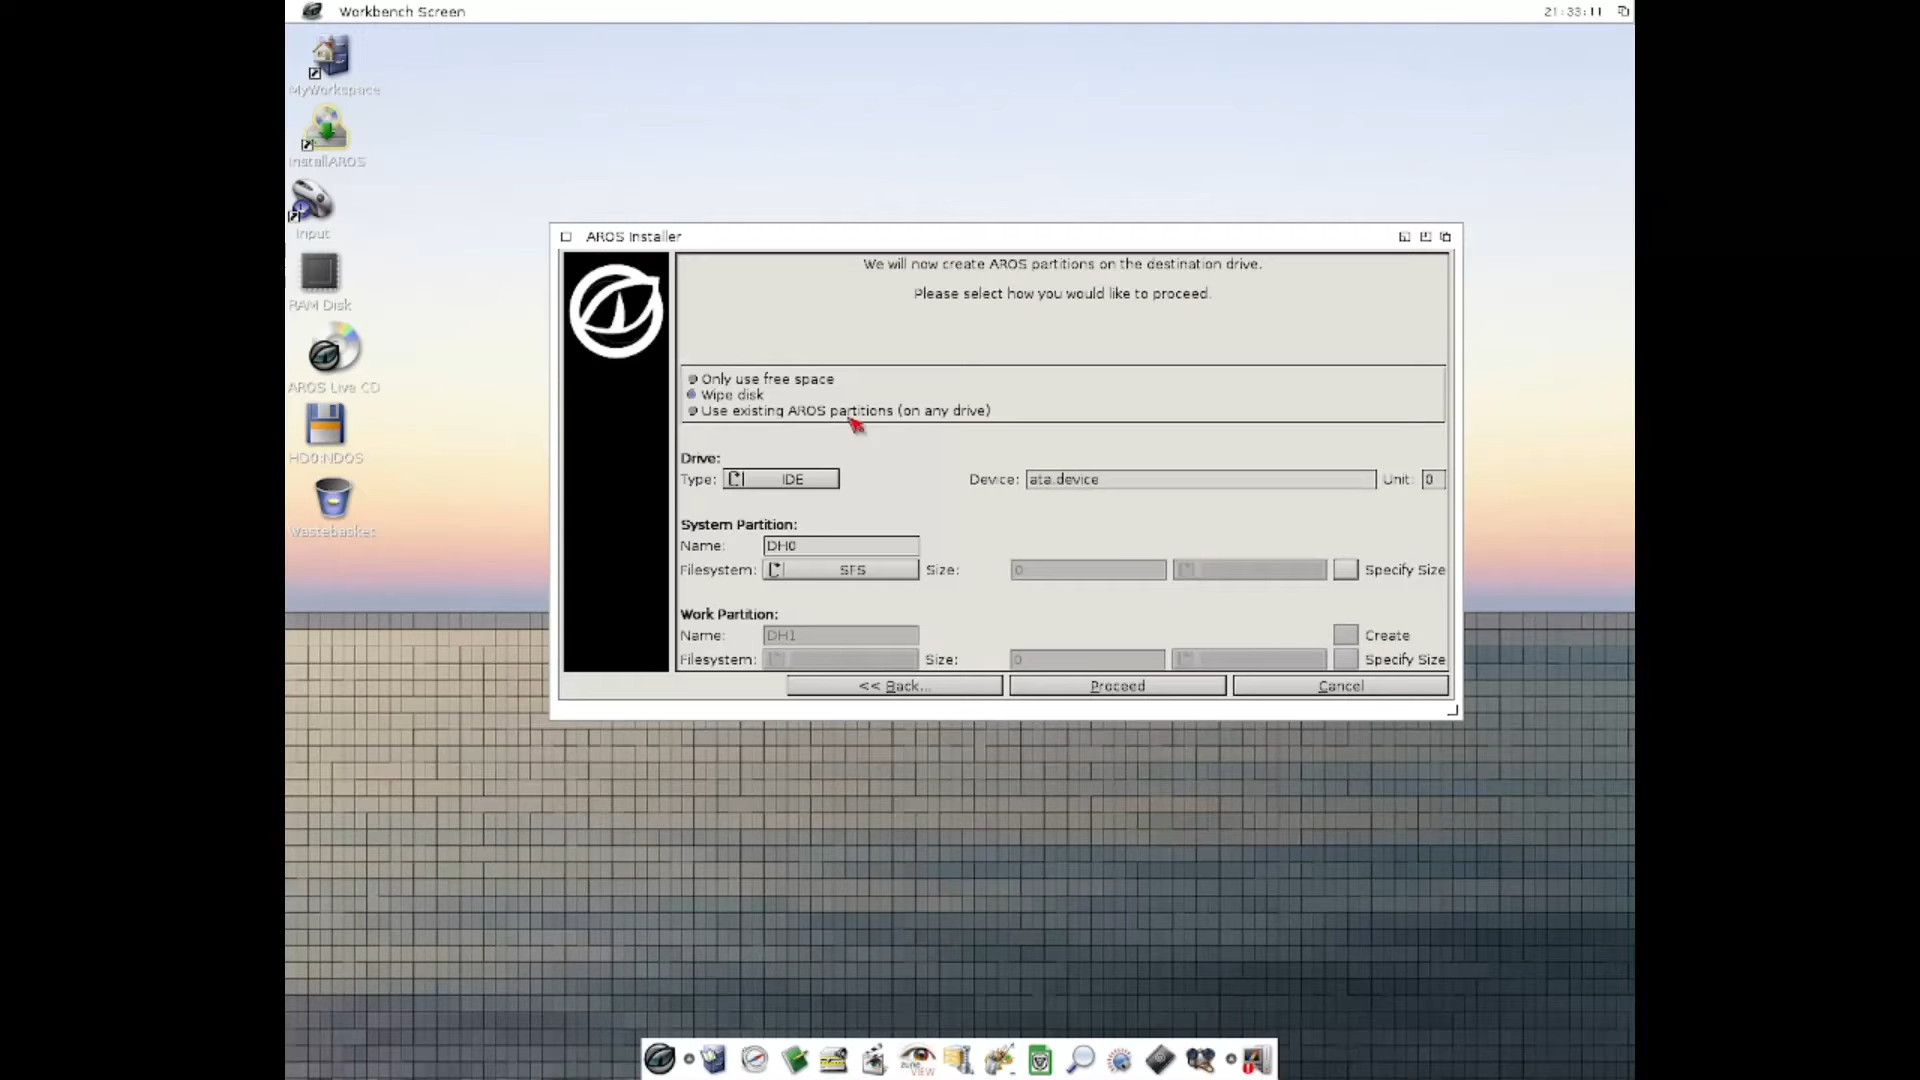 Workbench Screen
21:33:11
MyWorkspace
InstallAROS
Input
RAM Disk
AROS Live CD
HD0:NDOS
Wastebasket
AROS Installer
We will now create AROS partitions on the destination drive.
Please select how you would like to proceed.
Only use free space
Wipe disk
Use existing AROS partitions (on any drive)
Drive:
Type: IDE Device: ata.device Unit: 0
System Partition:
Name: DH0
Filesystem: SFS Size: 0 Specify Size
Work Partition:
Name: DH1 Create
Filesystem: Size: 0 Specify Size
<< Back... Proceed Cancel
zune
VIEW